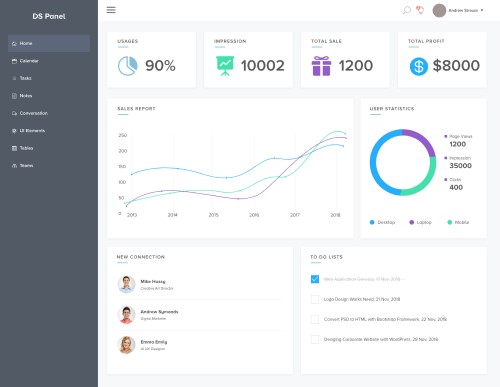 DS Panel
Andrew Strauss
Home
Calendar
Tasks
Notes
Conversation
UI Elements
Tables
Teams
USAGES
90%
IMPRESSION
10002
TOTAL SALE
1200
TOTAL PROFIT
$8000
SALES REPORT
250
200
150
100
50
0
2013
2014
2015
2016
2017
2018
USER STATISTICS
Page Views
1200
Impression
35000
Clicks
400
Desktop
Laptop
Mobile
NEW CONNECTION
Mike Hussy
Creative Art Director
Andrew Symonds
Digital Marketer
Emma Emily
UI UX Designer
TO DO LISTS
Web Application Develop, 17 Nov, 2018
Logo Design Works Need, 21 Nov, 2018
Convert PSD to HTML with Bootstrap Framework, 22 Nov, 2018
Designing Corporate Website with WordPress, 28 Nov, 2018